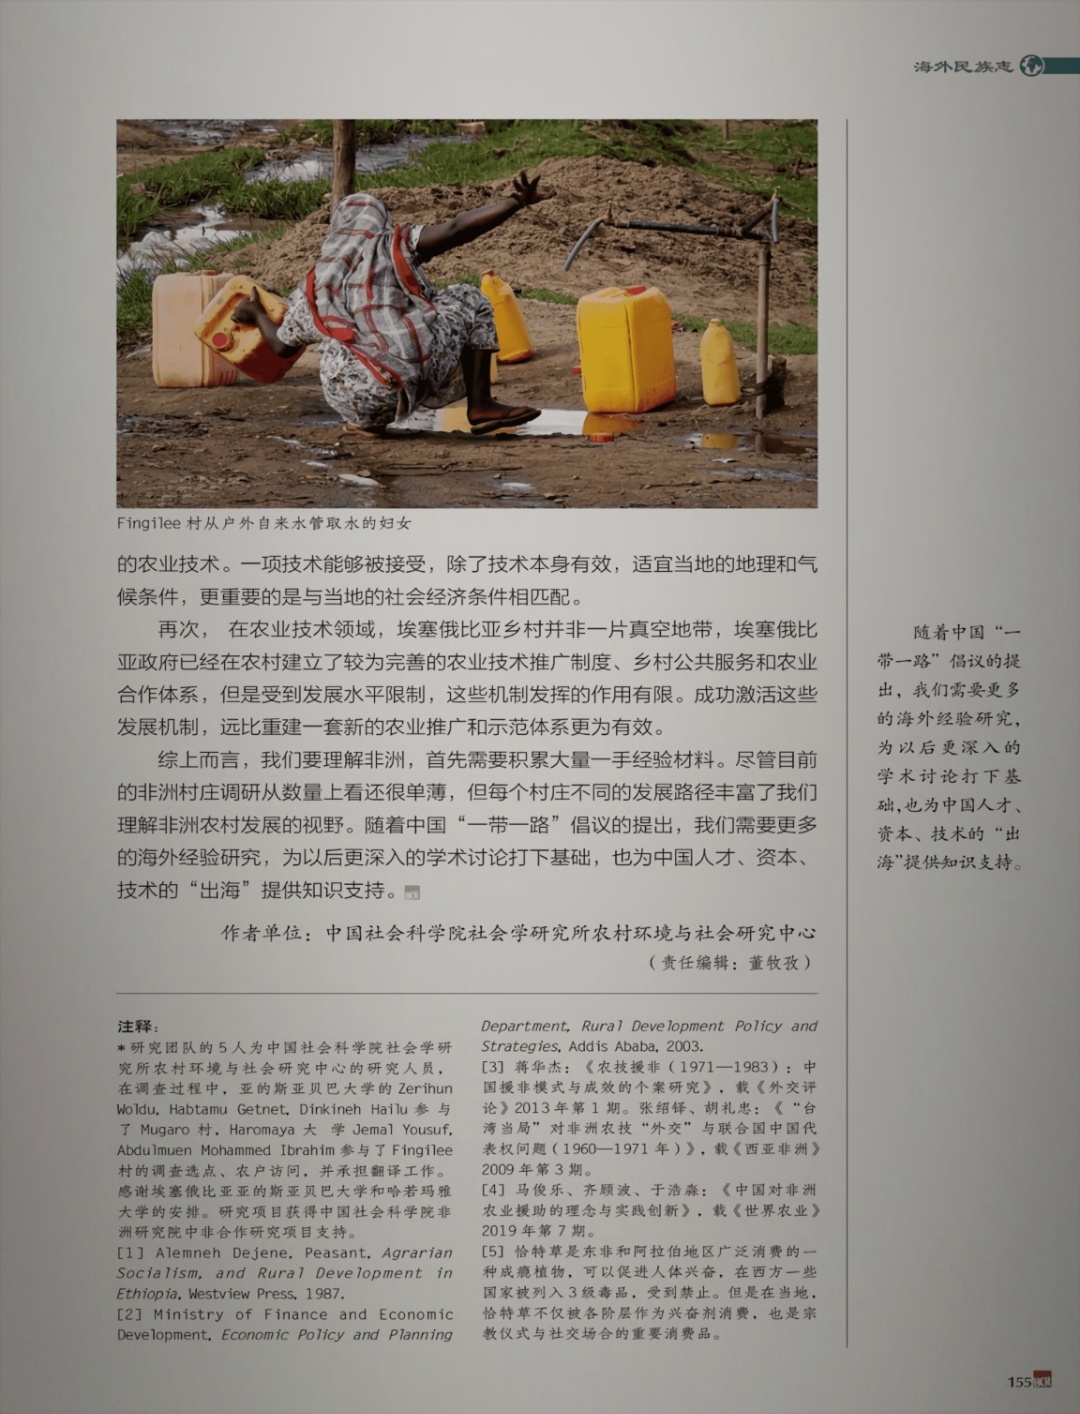 海外民族志
Fingilee 村从户外自来水管取水的妇女
的农业技术。一项技术能够被接受，除了技术本身有效，适宜当地的地理和气
候条件，更重要的是与当地的社会经济条件相匹配。
再次， 在农业技术领域，埃塞俄比亚乡村并非一片真空地带，埃塞俄比
亚政府已经在农村建立了较为完善的农业技术推广制度、乡村公共服务和农业
合作体系，但是受到发展水平限制，这些机制发挥的作用有限。成功激活这些
发展机制，远比重建一套新的农业推广和示范体系更为有效。
综上而言，我们要理解非洲，首先需要积累大量一手经验材料。尽管目前
的非洲村庄调研从数量上看还很单薄，但每个村庄不同的发展路径丰富了我们
理解非洲农村发展的视野。随着中国“一带一路”倡议的提出，我们需要更多
的海外经验研究，为以后更深入的学术讨论打下基础，也为中国人才、资本、
技术的“出海”提供知识支持。
作者单位：中国社会科学院社会学研究所农村环境与社会研究中心
（责任编辑：董牧孜）
随着中国“一
带一路”倡议的提
出，我们需要更多
的海外经验研究，
为以后更深入的
学术讨论打下基
础,也为中国人才、
资本、技术的“出
海”提供知识支持。
注释：
*研究团队的5人为中国社会科学院社会学研
究所农村环境与社会研究中心的研究人员，
在调查过程中，亚的斯亚贝巴大学的 Zerihun
Woldu, Habtamu Getnet, Dinkineh Hailu 参 与
了 Mugaro 村，Haromaya 大 学 Jemal Yousuf,
Abdulmuen Mohammed Ibrahim 参与了 Fingilee
村的调查选点、农户访问，并承担翻译工作。
感谢埃塞俄比亚亚的斯亚贝巴大学和哈若玛雅
大学的安排。研究项目获得中国社会科学院非
洲研究院中非合作研究项目支持。
[1] Alemneh Dejene, Peasant, Agrarian
Socialism, and Rural Development in
Ethiopia, Westview Press, 1987.
[2] Ministry of Finance and Economic
Development, Economic Policy and Planning
Department, Rural Development Policy and
Strategies, Addis Ababa, 2003.
[3] 蒋华杰：《农技援非（1971—1983）：中
国援非模式与成效的个案研究》，载《外交评
论》2013 年第 1 期。张绍铎、胡礼忠：《“台
湾当局”对非洲农技“外交”与联合国中国代
表权问题（1960—1971 年）》，载《西亚非洲》
2009 年第 3 期。
[4] 马俊乐、齐顾波、于浩淼：《中国对非洲
农业援助的理念与实践创新》，载《世界农业》
2019 年第 7 期。
[5] 恰特草是东非和阿拉伯地区广泛消费的一
种成瘾植物，可以促进人体兴奋，在西方一些
国家被列入 3 级毒品，受到禁止。但是在当地，
恰特草不仅被各阶层作为兴奋剂消费，也是宗
教仪式与社交场合的重要消费品。
155